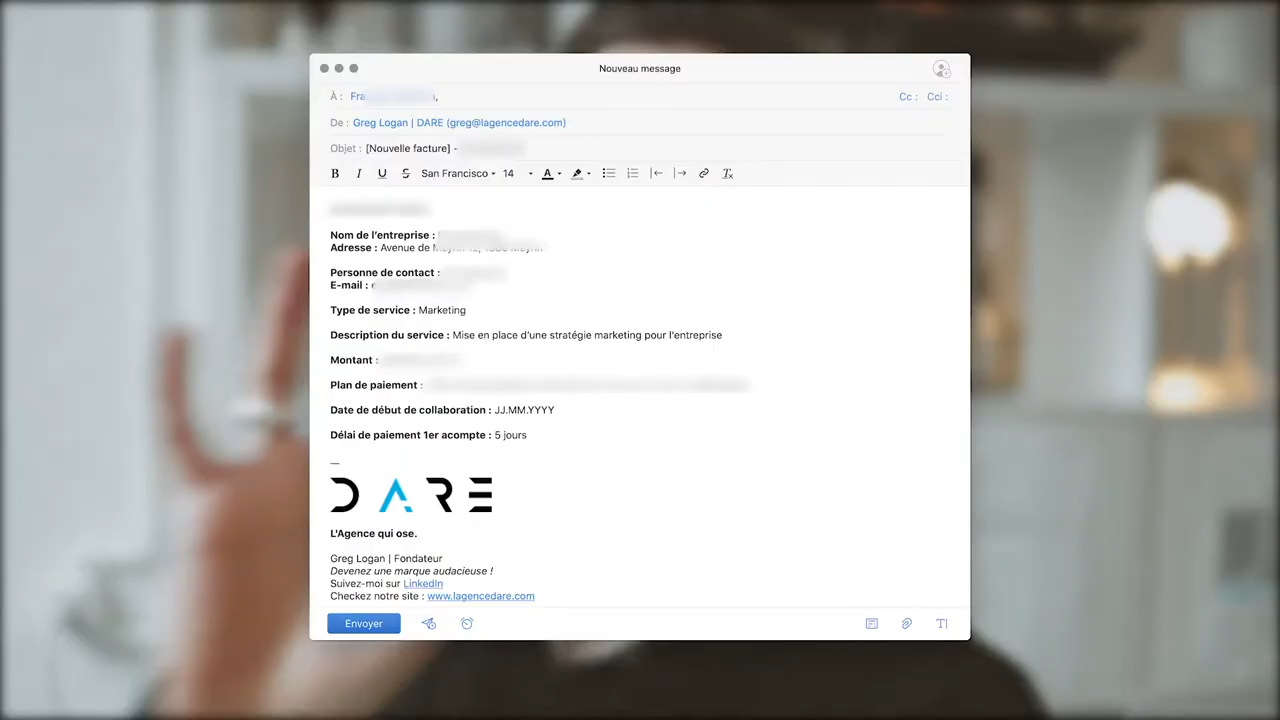 Nouveau message
À :
Cc : Cci :
De : Greg Logan | DARE (greg@lagencedare.com)
Objet : [Nouvelle facture] -
B I U S San Francisco 14 A
Nom de l'entreprise :
Adresse : Avenue de
Personne de contact :
E-mail :
Type de service : Marketing
Description du service : Mise en place d'une stratégie marketing pour l'entreprise
Montant :
Plan de paiement :
Date de début de collaboration : JJ.MM.YYYY
Délai de paiement 1er acompte : 5 jours
—
DARE
L'Agence qui ose.
Greg Logan | Fondateur
Devenez une marque audacieuse !
Suivez-moi sur LinkedIn
Checkez notre site : www.lagencedare.com
Envoyer